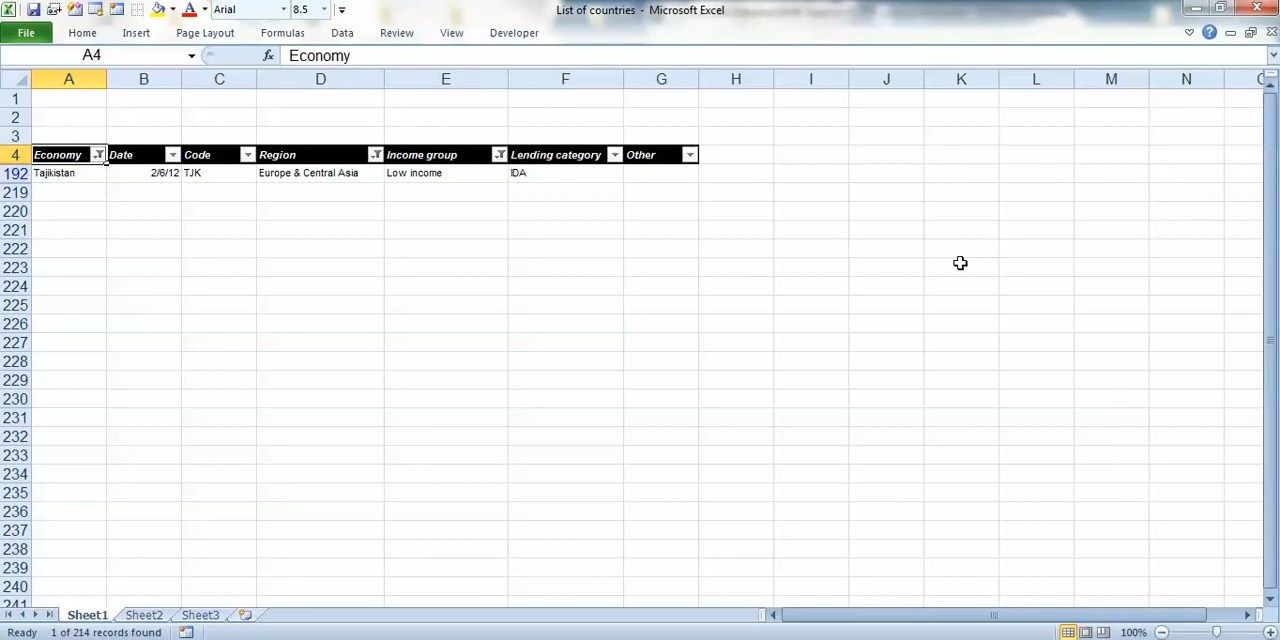 List of countries - Microsoft Excel
Arial 8.5
File Home Insert Page Layout Formulas Data Review View Developer
A4 fx Economy
A B C D E F G H I J K L M N
1
2
3
4 Economy Date Code Region Income group Lending category Other
192 Tajikistan 2/6/12 TJK Europe & Central Asia Low income IDA
219
220
221
222
223
224
225
226
227
228
229
230
231
232
233
234
235
236
237
238
239
240
241
Sheet1 Sheet2 Sheet3
Ready 1 of 214 records found 100%